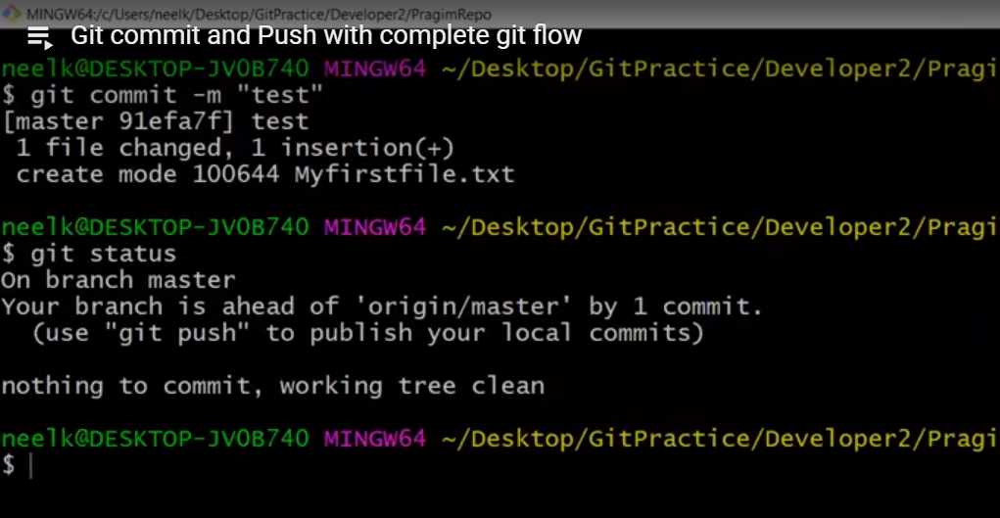 MINGW64:/c/Users/neelk/Desktop/GitPractice/Developer2/PragimRepo
Git commit and Push with complete git flow
neelk@DESKTOP-JV0B740 MINGW64 ~/Desktop/GitPractice/Developer2/Pragi
$ git commit -m "test"
[master 91efa7f] test
 1 file changed, 1 insertion(+)
 create mode 100644 Myfirstfile.txt
neelk@DESKTOP-JV0B740 MINGW64 ~/Desktop/GitPractice/Developer2/Pragi
$ git status
On branch master
Your branch is ahead of 'origin/master' by 1 commit.
  (use "git push" to publish your local commits)
nothing to commit, working tree clean
neelk@DESKTOP-JV0B740 MINGW64 ~/Desktop/GitPractice/Developer2/Pragi
$